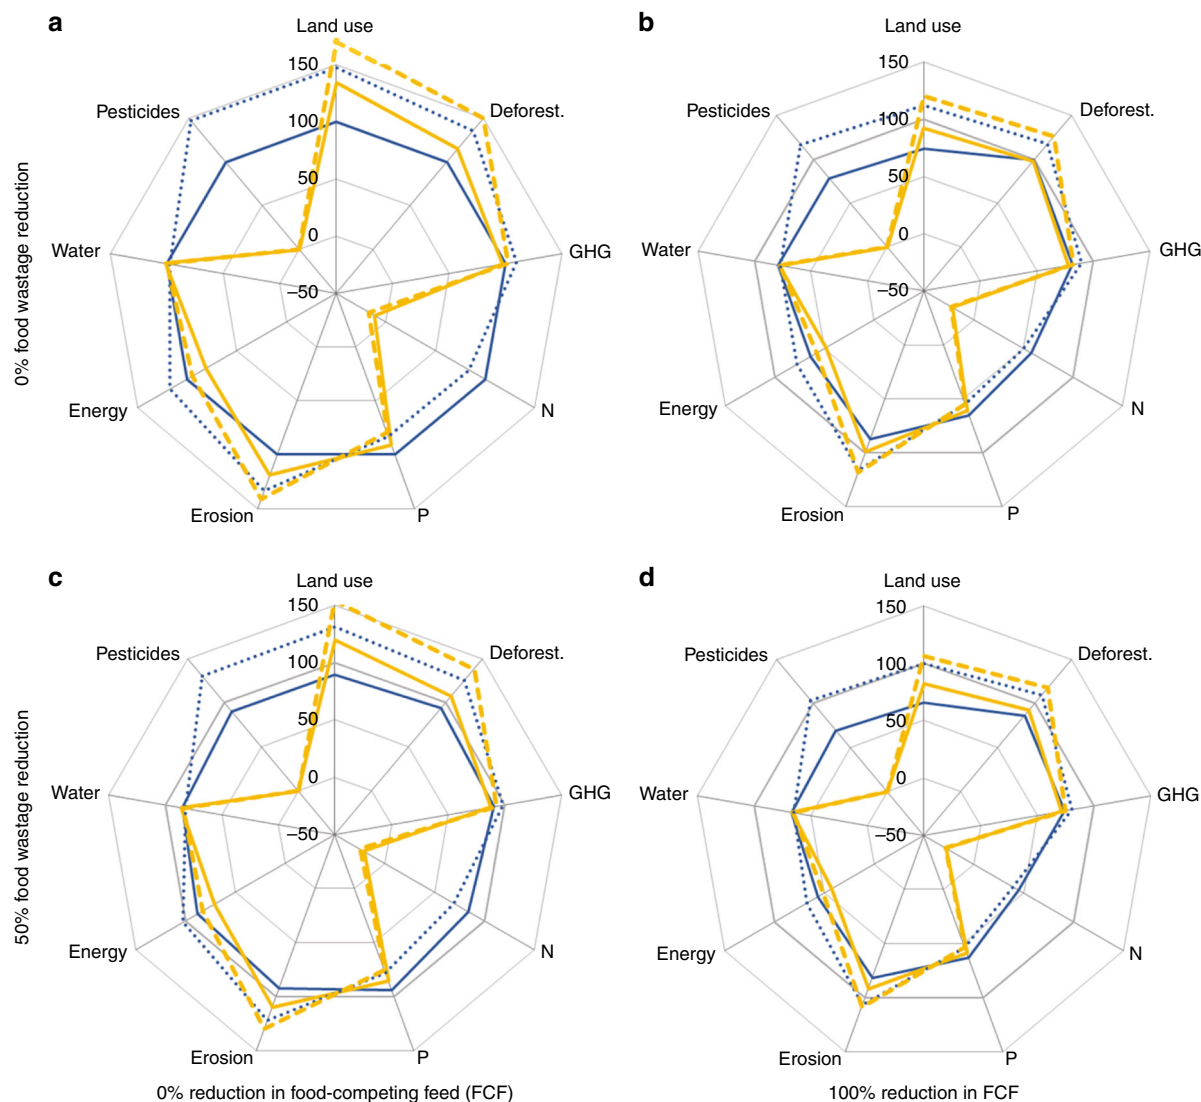 a
Land use
150
100
50
0
−50
Deforest.
GHG
N
P
Erosion
Energy
Water
Pesticides
0% food wastage reduction
b
Land use
150
100
50
0
−50
Deforest.
GHG
N
P
Erosion
Energy
Water
Pesticides
c
Land use
150
100
50
0
−50
Deforest.
GHG
N
P
Erosion
Energy
Water
Pesticides
50% food wastage reduction
0% reduction in food-competing feed (FCF)
d
Land use
150
100
50
0
−50
Deforest.
GHG
N
P
Erosion
Energy
Water
Pesticides
100% reduction in FCF